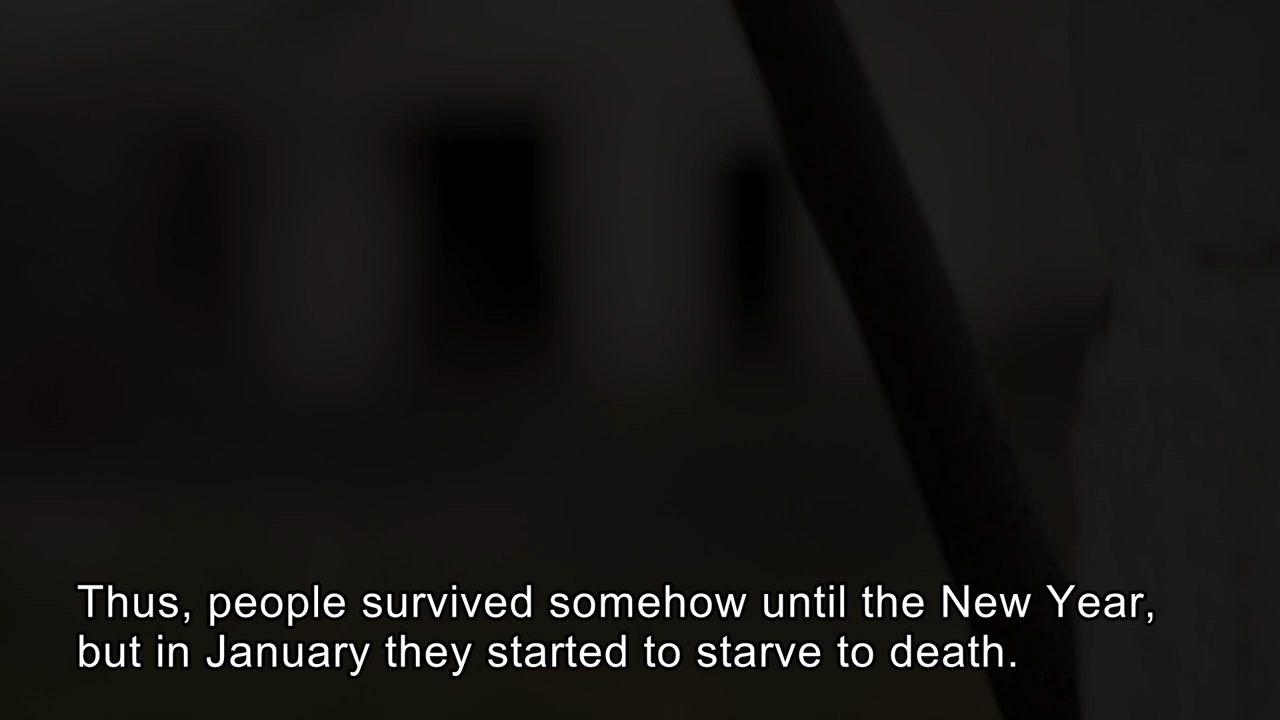 Thus, people survived somehow until the New Year,
but in January they started to starve to death.